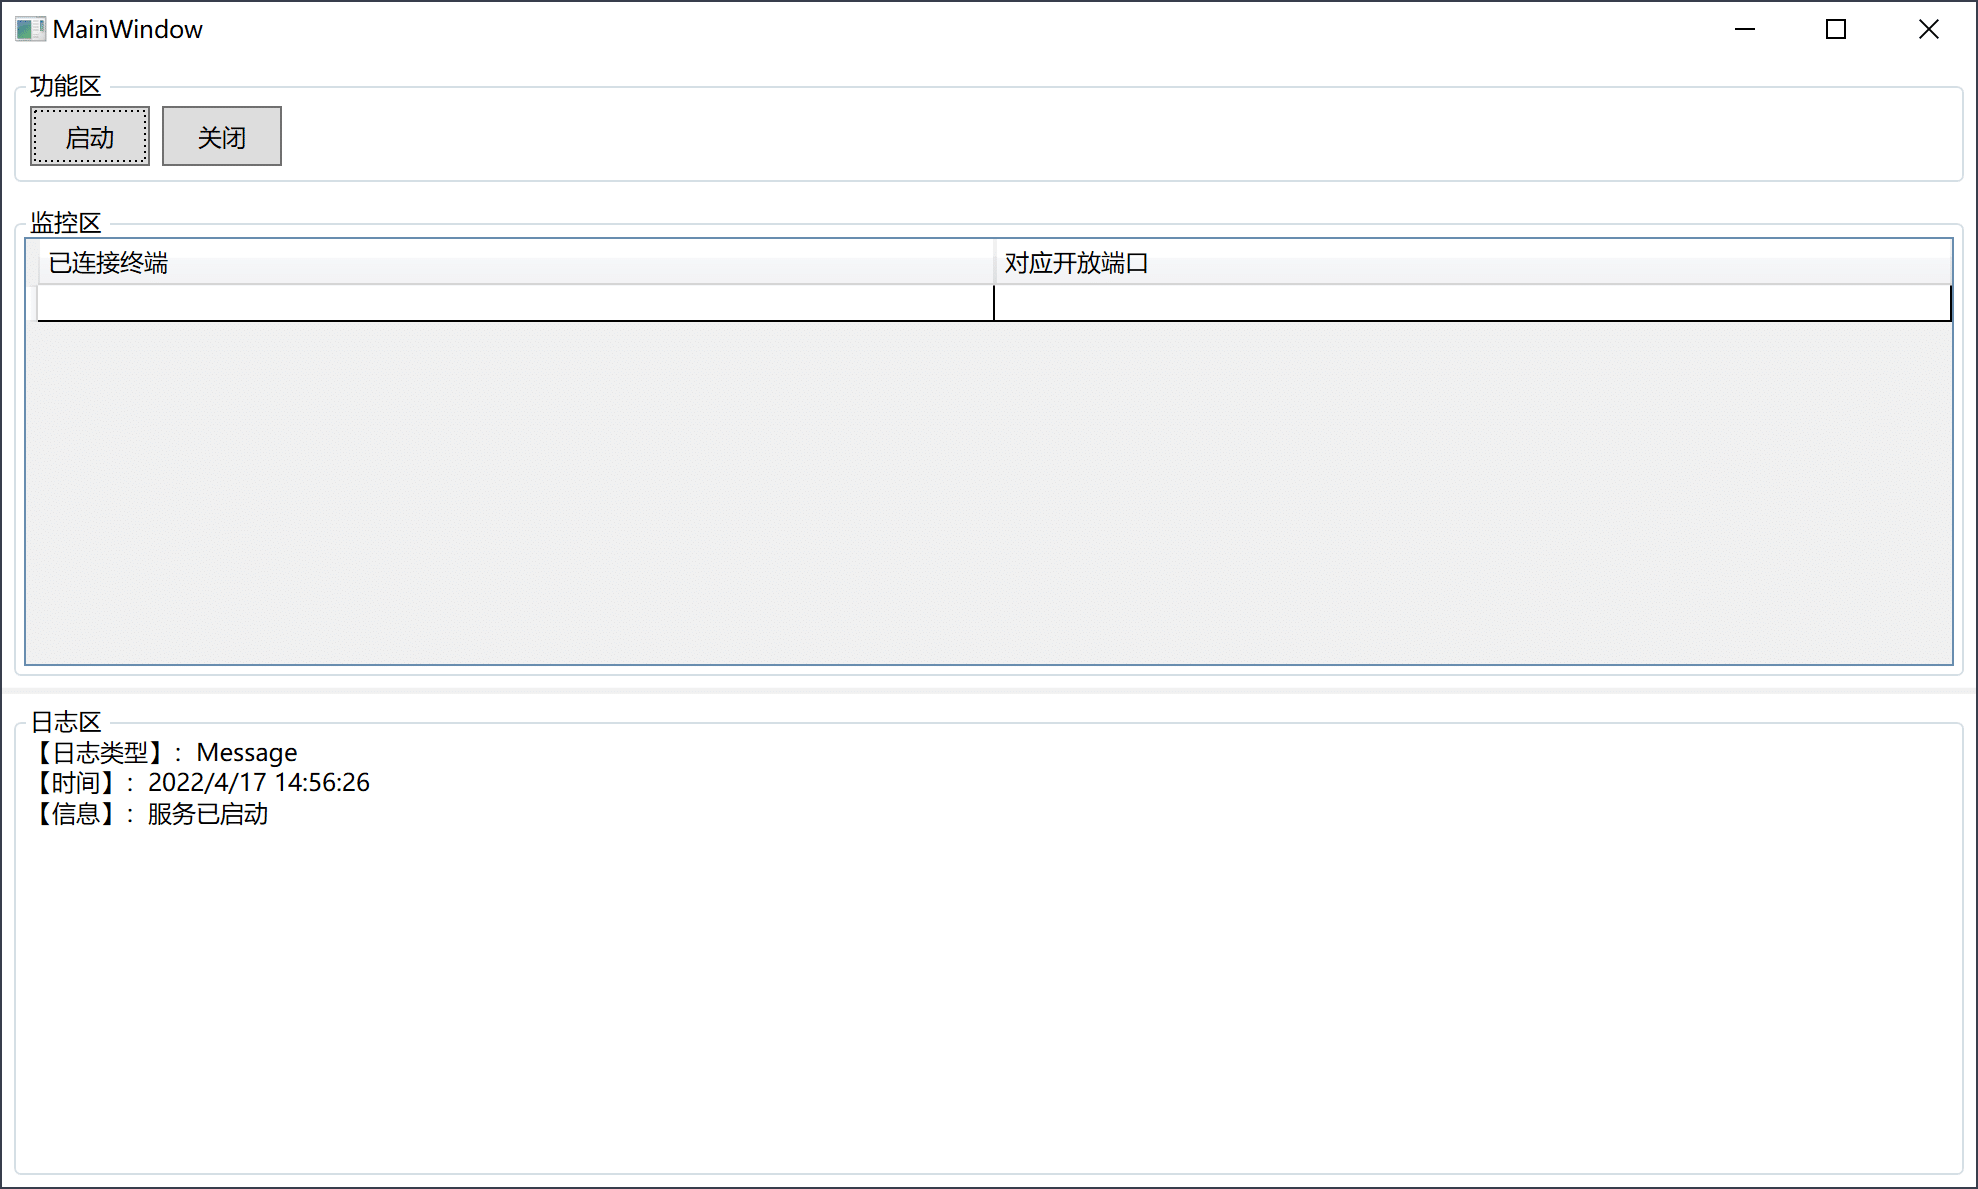 MainWindow
功能区
启动 关闭
监控区
已连接终端 对应开放端口
日志区
【日志类型】：Message
【时间】：2022/4/17 14:56:26
【信息】：服务已启动